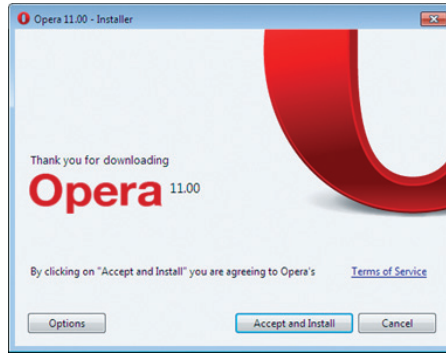 Opera 11.00 - Installer
Thank you for downloading
Opera 11.00
By clicking on "Accept and Install" you are agreeing to Opera's Terms of Service
Options Accept and Install Cancel